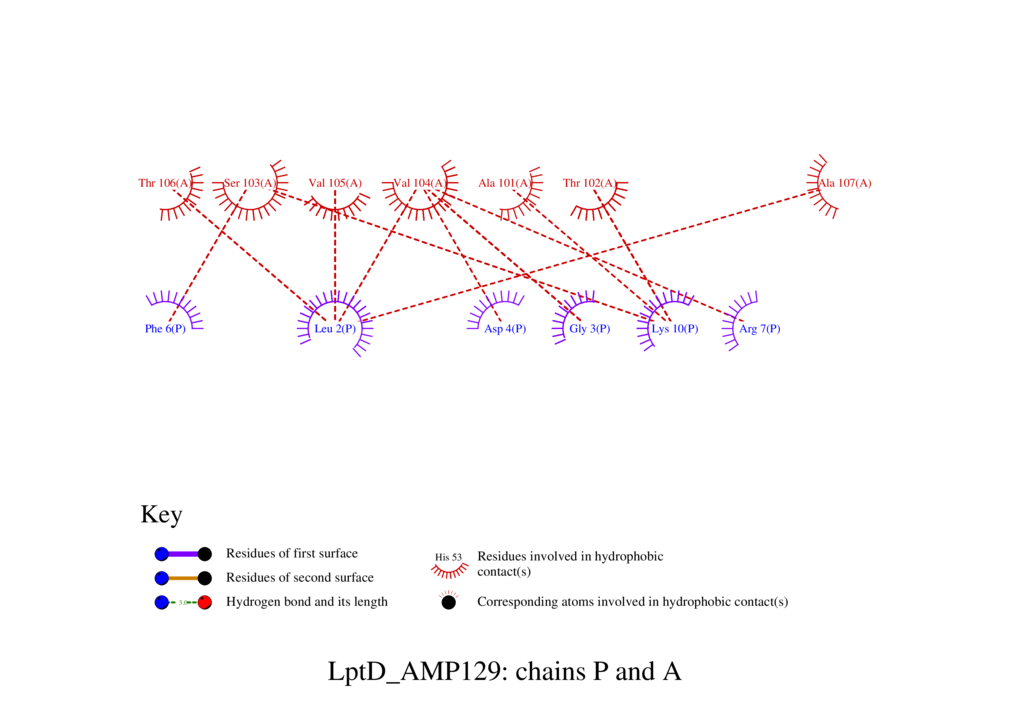 Thr 106(A) Ser 103(A) Val 105(A) Val 104(A) Ala 101(A) Thr 102(A) Ala 107(A)
Phe 6(P) Leu 2(P) Asp 4(P) Gly 3(P) Lys 10(P) Arg 7(P)
Key
Residues of first surface
Residues of second surface
3.0
Hydrogen bond and its length
His 53
Residues involved in hydrophobic
contact(s)
Corresponding atoms involved in hydrophobic contact(s)
LptD_AMP129: chains P and A